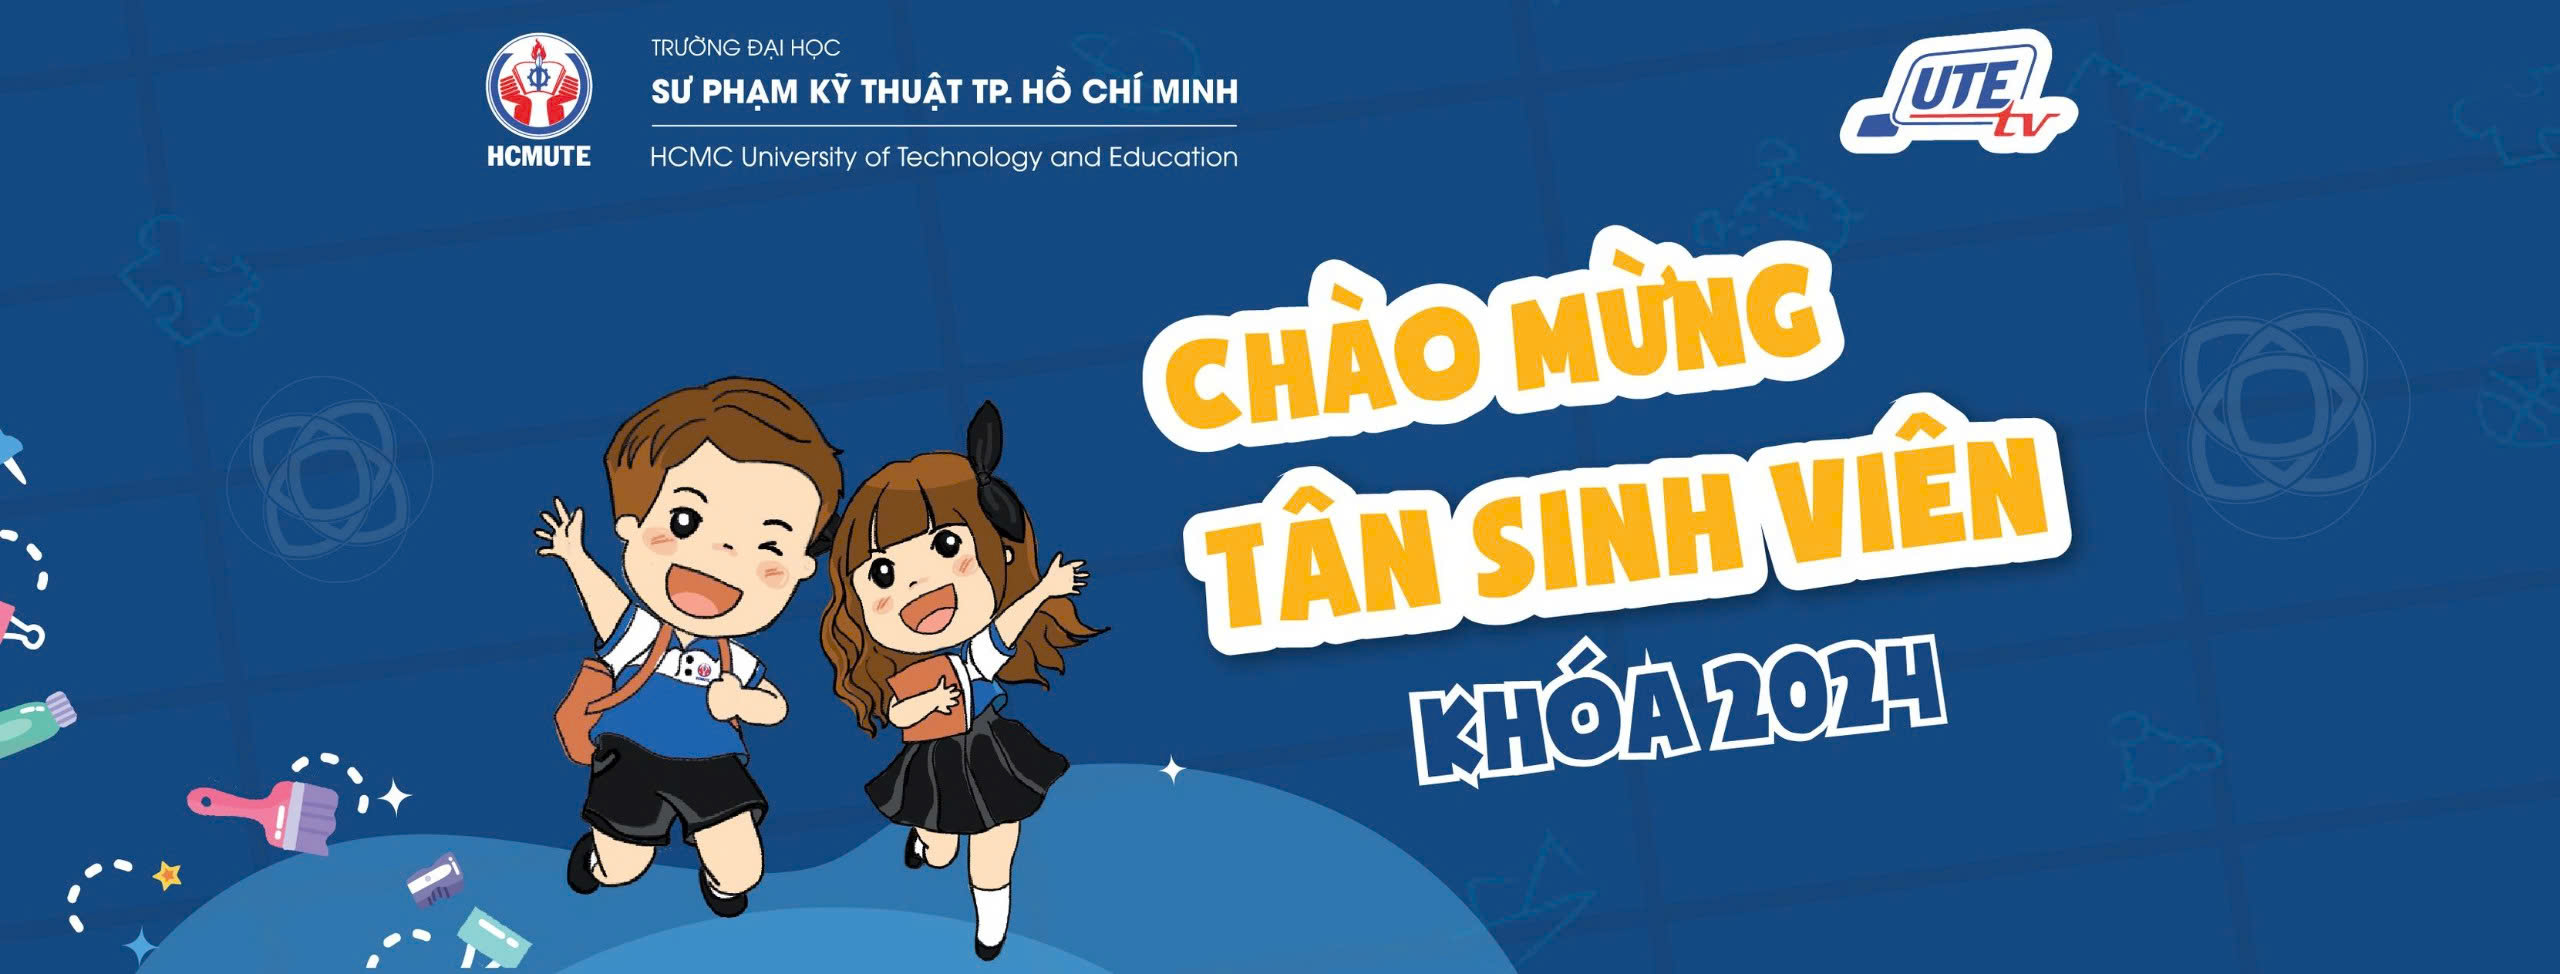 TRƯỜNG ĐẠI HỌC
SƯ PHẠM KỸ THUẬT TP. HỒ CHÍ MINH
HCMUTE
HCMC University of Technology and Education
UTE
tv
CHÀO MỪNG
TÂN SINH VIÊN
KHÓA 2024
HCMUTE